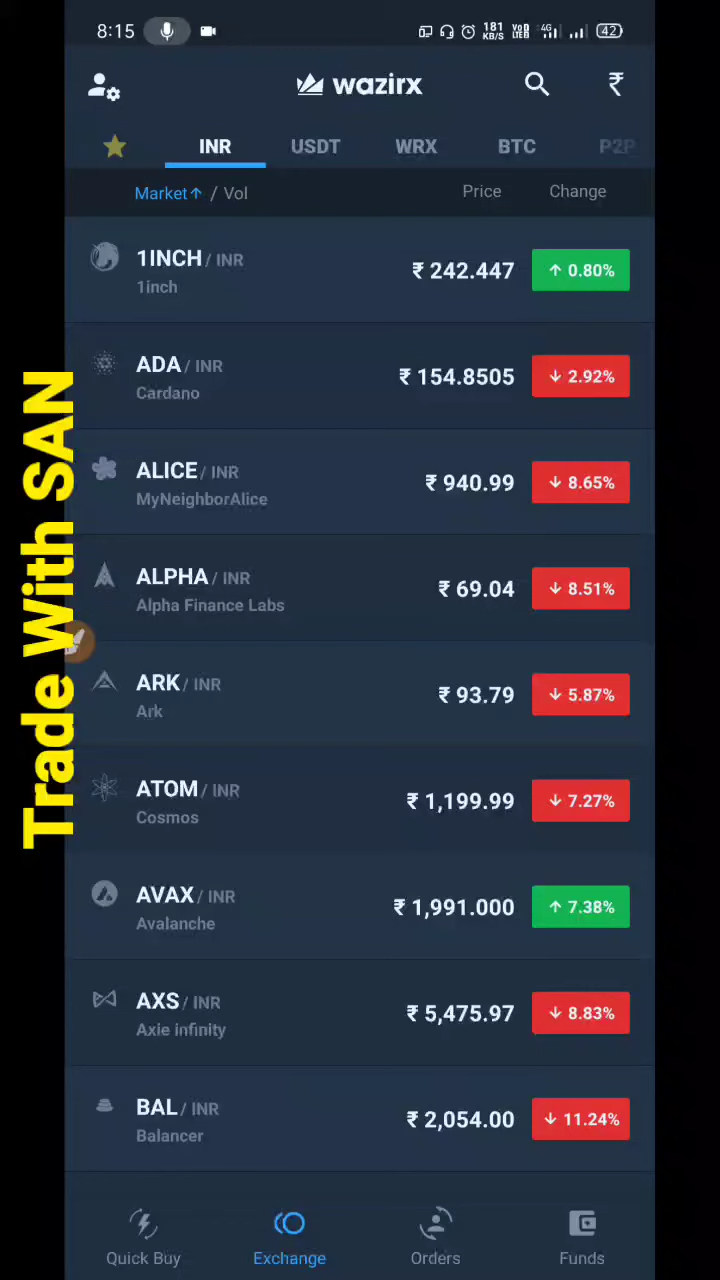 8:15 181 KB/S Vo) LTE 4G 42
wazirx ₹
INR USDT WRX BTC P2P
Market↑ / Vol Price Change
1INCH / INR ₹ 242.447 ↑ 0.80%
1inch
ADA / INR ₹ 154.8505 ↓ 2.92%
Cardano
ALICE / INR ₹ 940.99 ↓ 8.65%
MyNeighborAlice
ALPHA / INR ₹ 69.04 ↓ 8.51%
Alpha Finance Labs
ARK / INR ₹ 93.79 ↓ 5.87%
Ark
ATOM / INR ₹ 1,199.99 ↓ 7.27%
Cosmos
AVAX / INR ₹ 1,991.000 ↑ 7.38%
Avalanche
AXS / INR ₹ 5,475.97 ↓ 8.83%
Axie infinity
BAL / INR ₹ 2,054.00 ↓ 11.24%
Balancer
Quick Buy Exchange Orders Funds
Trade With SAN